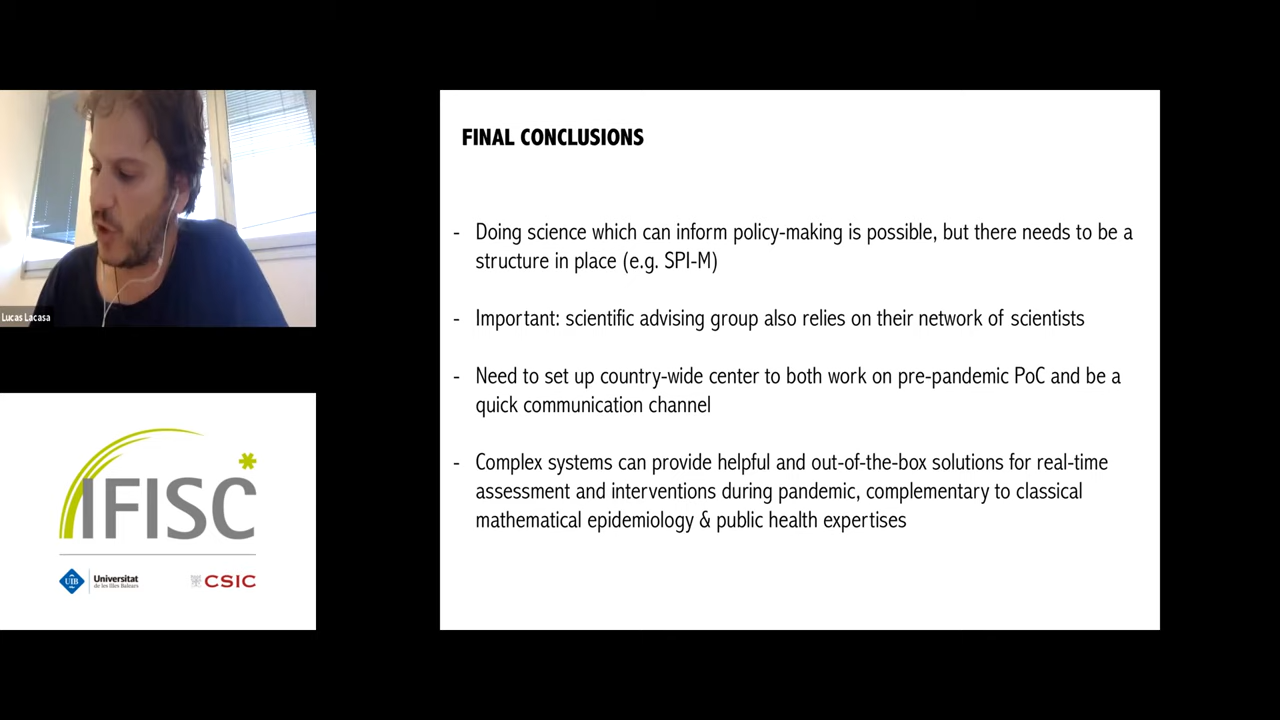 FINAL CONCLUSIONS
- Doing science which can inform policy-making is possible, but there needs to be a
structure in place (e.g. SPI-M)
- Important: scientific advising group also relies on their network of scientists
- Need to set up country-wide center to both work on pre-pandemic PoC and be a
quick communication channel
- Complex systems can provide helpful and out-of-the-box solutions for real-time
assessment and interventions during pandemic, complementary to classical
mathematical epidemiology & public health expertises
Lucas Lacasa
IFISC
UIB
Universitat
de les Illes Balears
CSIC